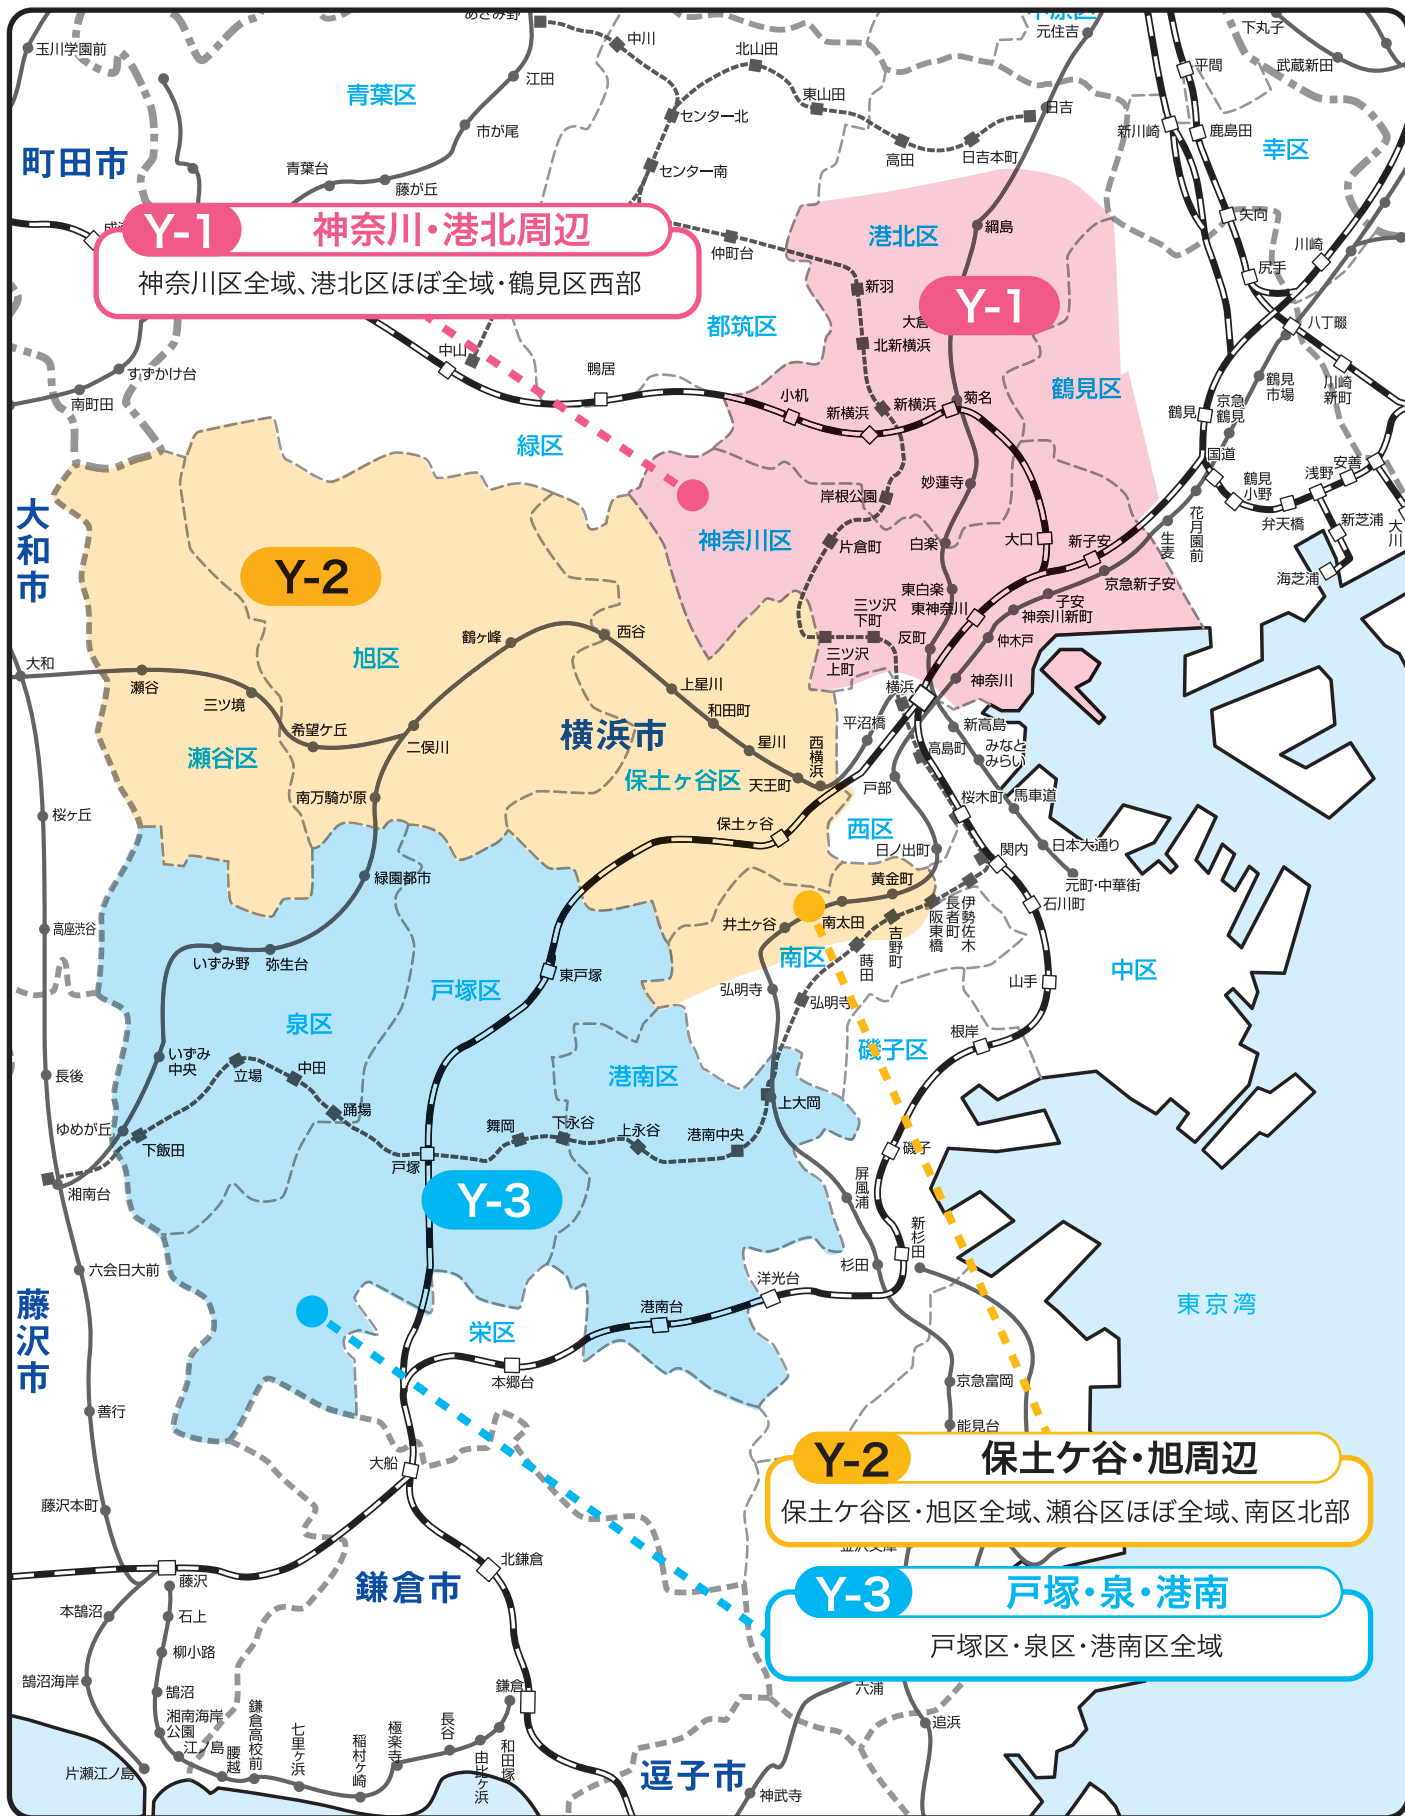 あざみ野
中原区
下丸子
玉川学園前
中川
元住吉
北山田
平間
武蔵新田
江田
青葉区
東山田
日吉
センター北
市が尾
新川崎
鹿島田
町田市
幸区
高田
日吉本町
青葉台
センター南
藤が丘
矢向
Y-1
神奈川・港北周辺
神奈川区全域、港北区ほぼ全域・鶴見区西部
仲町台
港北区
綱島
川崎
尻手
新羽
Y-1
都筑区
大倉
北新横浜
八丁畷
中山
鴨居
すずかけ台
鶴見区
鶴見
市場
川崎
新町
南町田
小机
新横浜
新横浜
菊名
鶴見
京急
鶴見
緑区
国道
安善
浅野
鶴見
小野
妙蓮寺
岸根公園
大和市
神奈川区
片倉町
白楽
大口
新子安
生麦
花月園前
弁天橋
新芝浦
大川
海芝浦
Y-2
京急新子安
東白楽
三ツ沢
下町
東神奈川
子安
神奈川新町
鶴ヶ峰
西谷
反町
仲木戸
旭区
三ツ沢
上町
大和
瀬谷
上星川
横浜
神奈川
三ツ境
和田町
平沼橋
新高島
希望ケ丘
二俣川
横浜市
星川
西横浜
高島町
みなと
みらい
瀬谷区
保土ヶ谷区
天王町
戸部
南万騎が原
桜木町
馬車道
桜ヶ丘
保土ヶ谷
西区
日ノ出町
関内
日本大通り
緑園都市
黄金町
元町・中華街
石川町
高座渋谷
井土ヶ谷
南太田
伊勢佐木
長者町
阪東橋
吉野町
いずみ野
弥生台
東戸塚
南区
蒔田
中区
戸塚区
弘明寺
弘明寺
山手
泉区
根岸
磯子区
いずみ
中央
立場
中田
港南区
長後
踊場
上大岡
ゆめが丘
舞岡
下永谷
上永谷
港南中央
下飯田
磯子
戸塚
湘南台
Y-3
屏風浦
新杉田
六会日大前
杉田
洋光台
東京湾
藤沢市
港南台
栄区
本郷台
京急富岡
善行
能見台
大船
Y-2
保土ケ谷・旭周辺
保土ケ谷区・旭区全域、瀬谷区ほぼ全域、南区北部
藤沢本町
金沢文庫
北鎌倉
藤沢
鎌倉市
Y-3
戸塚・泉・港南
戸塚区・泉区・港南区全域
本鵠沼
石上
柳小路
鵠沼海岸
鵠沼
鎌倉
六浦
湘南海岸
公園
江ノ島
腰越
鎌倉高校前
七里ヶ浜
稲村ヶ崎
極楽寺
長谷
由比ヶ浜
和田塚
追浜
片瀬江ノ島
逗子市
神武寺